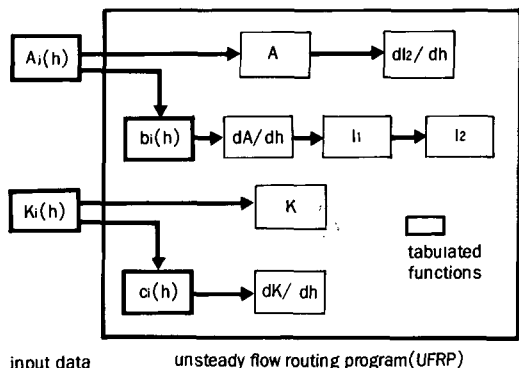 Ai(h)
A
dI2/dh
bi(h)
dA/dh
I1
I2
Ki(h)
K
tabulated
functions
ci(h)
dK/dh
input data
unsteady flow routing program(UFRP)